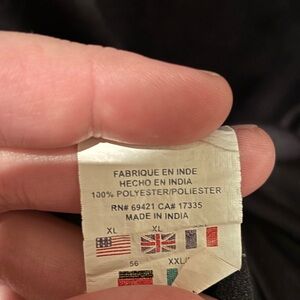 FABRIQUE EN INDE
HECHO EN INDIA
100% POLYESTER/POLIESTER
RN# 69421 CA# 17335
MADE IN INDIA
XL XL
56 XXL/